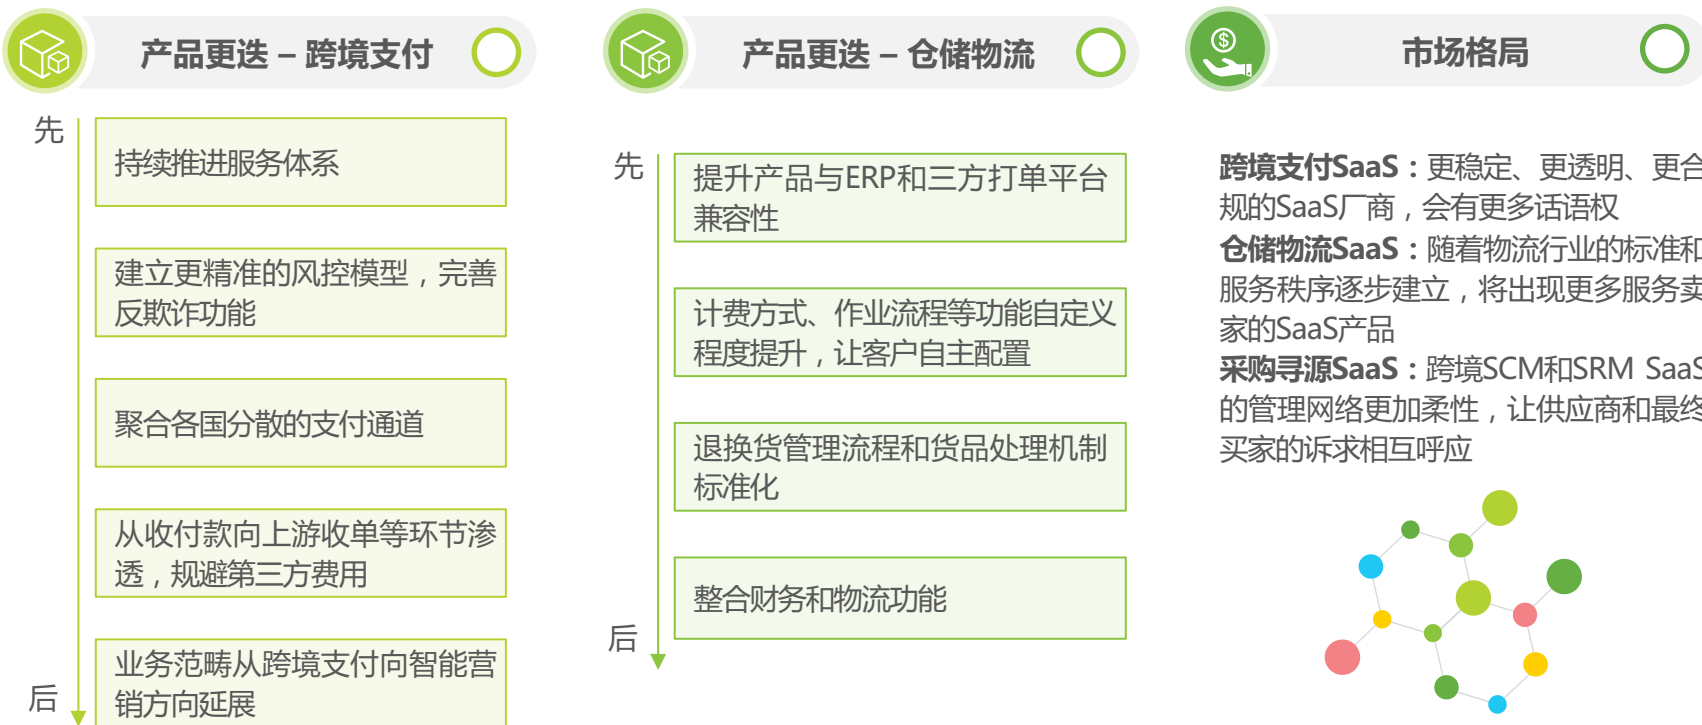 产品更迭 – 跨境支付
先
持续推进服务体系
建立更精准的风控模型，完善
反欺诈功能
聚合各国分散的支付通道
从收付款向上游收单等环节渗
透，规避第三方费用
业务范畴从跨境支付向智能营
销方向延展
后
产品更迭 – 仓储物流
先
提升产品与ERP和三方打单平台
兼容性
计费方式、作业流程等功能自定义
程度提升，让客户自主配置
退换货管理流程和货品处理机制
标准化
整合财务和物流功能
后
市场格局
跨境支付SaaS：更稳定、更透明、更合
规的SaaS厂商，会有更多话语权
仓储物流SaaS：随着物流行业的标准和
服务秩序逐步建立，将出现更多服务卖
家的SaaS产品
采购寻源SaaS：跨境SCM和SRM SaaS
的管理网络更加柔性，让供应商和最终
买家的诉求相互呼应